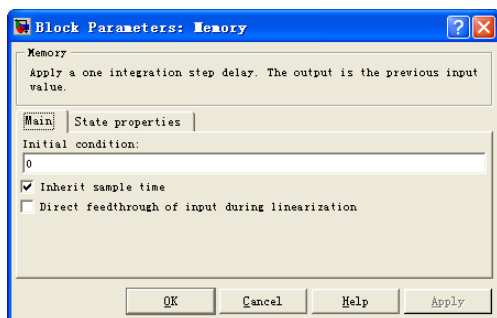 Block Parameters: Memory
Memory
Apply a one integration step delay. The output is the previous input
value.
Main State properties
Initial condition:
0
Inherit sample time
Direct feedthrough of input during linearization
OK Cancel Help Apply